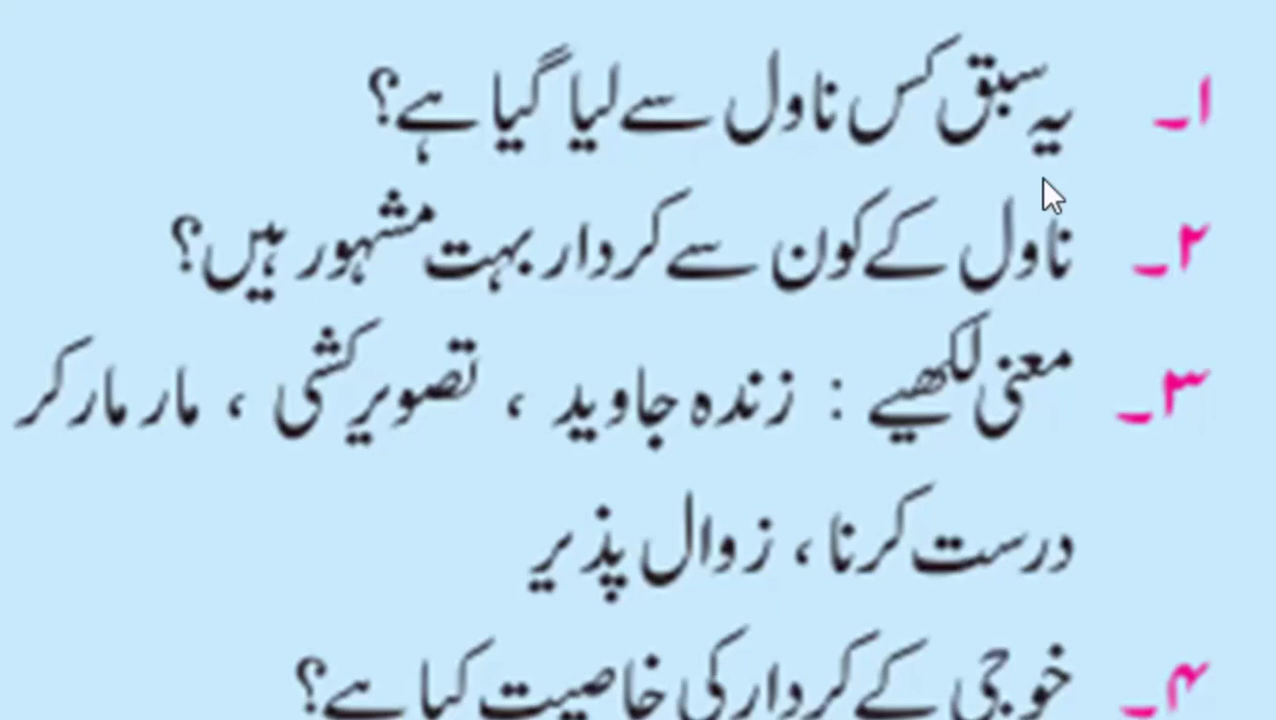 ۱۔ یہ سبق کس ناول سے لیا گیا ہے؟
۲۔ ناول کے کون سے کردار بہت مشہور ہیں؟
۳۔ معنی لکھیے : زندہ جاوید ، تصویر کشی ، مار مار کر
درست کرنا ، زوال پذیر
۴۔ خوجی کے کردار کی خاصیت کیا ہے؟